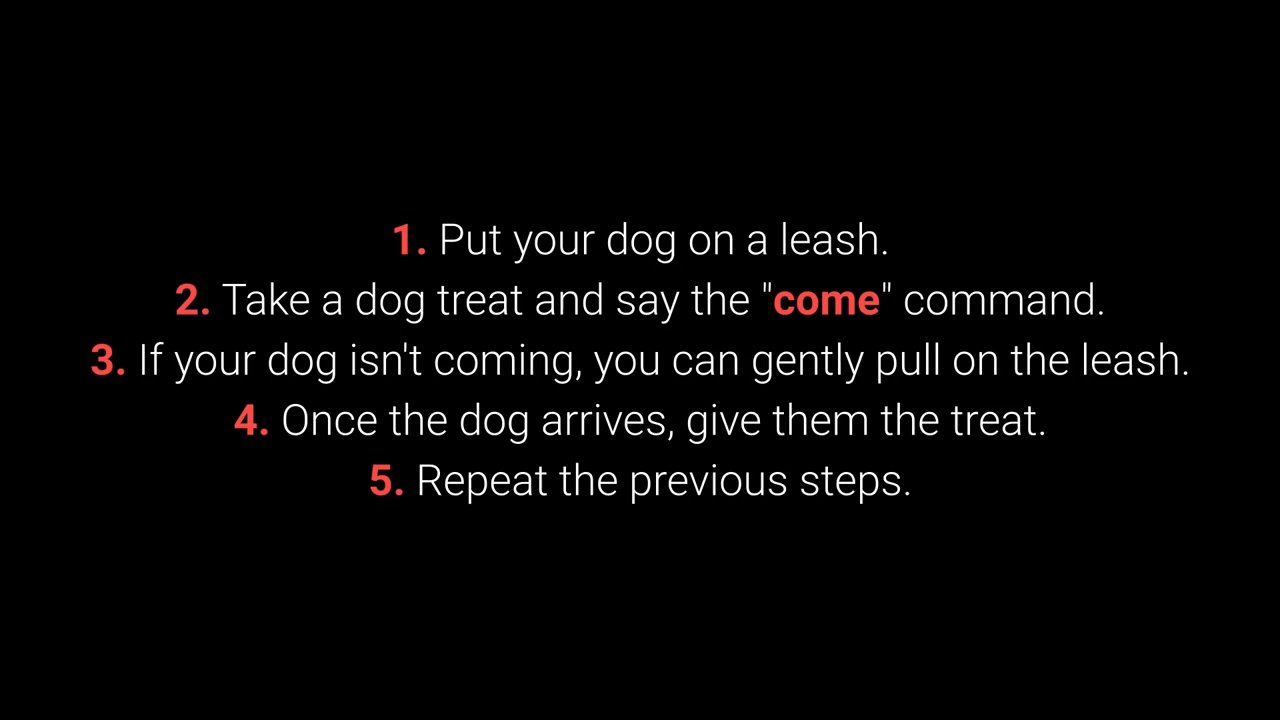 1. Put your dog on a leash.
2. Take a dog treat and say the "come" command.
3. If your dog isn't coming, you can gently pull on the leash.
4. Once the dog arrives, give them the treat.
5. Repeat the previous steps.